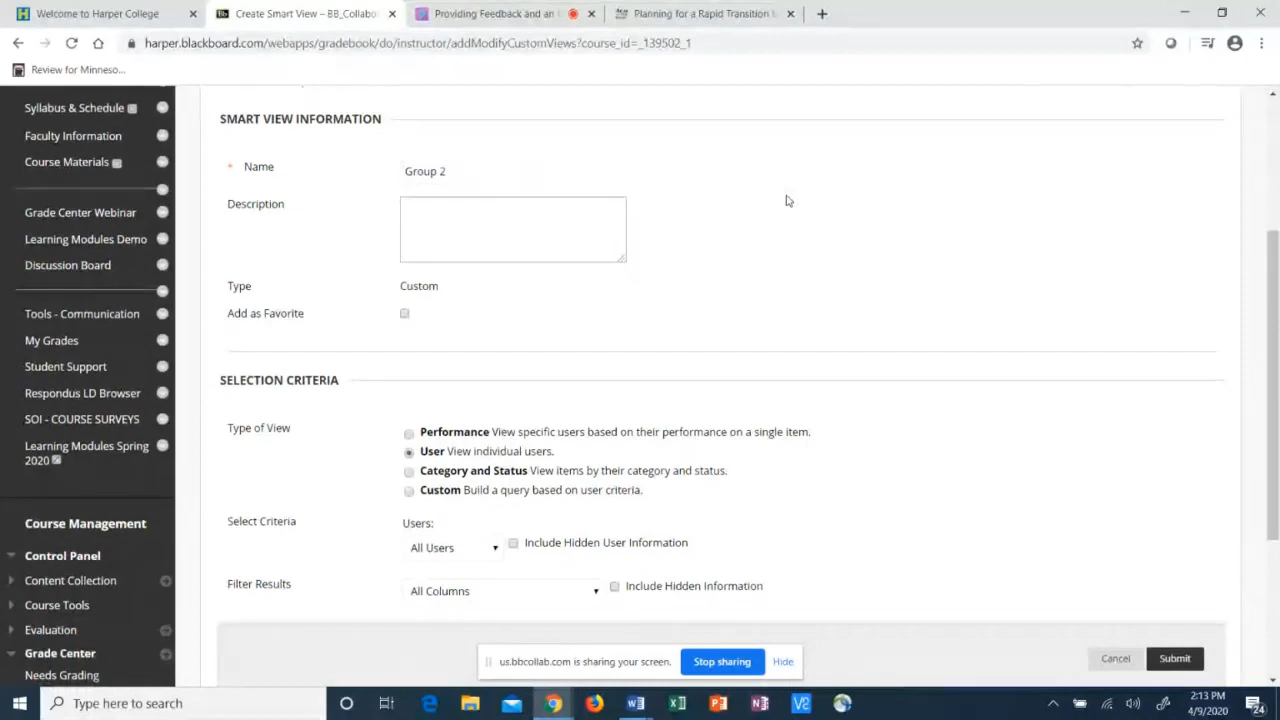 Welcome to Harper College
Create Smart View – BB_Collabo
Providing Feedback and an
Planning for a Rapid Transition
harper.blackboard.com/webapps/gradebook/do/instructor/addModifyCustomViews?course_id=_139502_1
Review for Minneso...
Syllabus & Schedule
Faculty Information
Course Materials
Grade Center Webinar
Learning Modules Demo
Discussion Board
Tools - Communication
My Grades
Student Support
Respondus LD Browser
SOI - COURSE SURVEYS
Learning Modules Spring
2020
Course Management
Control Panel
Content Collection
Course Tools
Evaluation
Grade Center
Needs Grading
SMART VIEW INFORMATION
* Name
Group 2
Description
Type
Custom
Add as Favorite
SELECTION CRITERIA
Type of View
Performance View specific users based on their performance on a single item.
User View individual users.
Category and Status View items by their category and status.
Custom Build a query based on user criteria.
Select Criteria
Users:
All Users
Include Hidden User Information
Filter Results
All Columns
Include Hidden Information
us.bbcollab.com is sharing your screen.
Stop sharing
Hide
Cancel
Submit
Type here to search
2:13 PM
4/9/2020
24